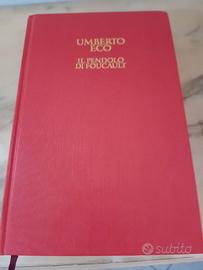 UMBERTO
ECO
IL PENDOLO
DI FOUCAULT
subito